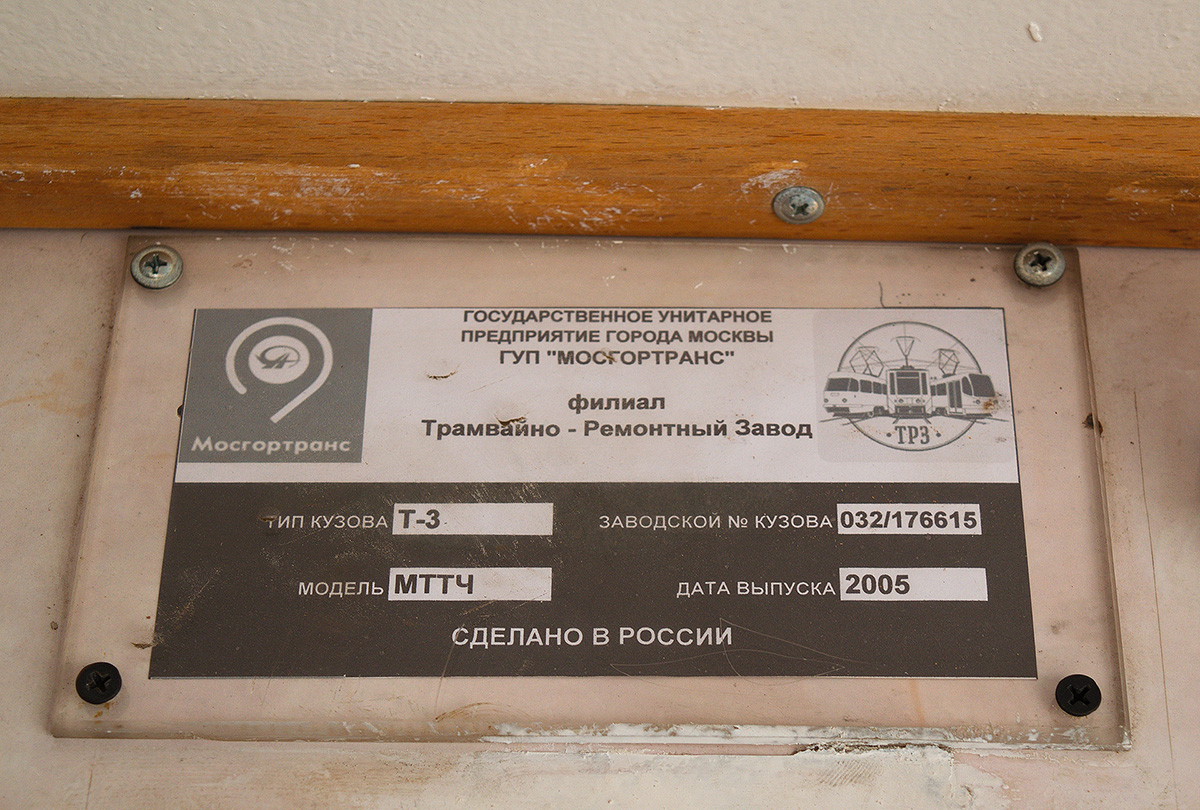 ГОСУДАРСТВЕННОЕ УНИТАРНОЕ
ПРЕДПРИЯТИЕ ГОРОДА МОСКВЫ
ГУП "МОСГОРТРАНС"
филиал
Трамвайно - Ремонтный Завод
Мосгортранс
ТРЗ
ТИП КУЗОВА Т-3
ЗАВОДСКОЙ № КУЗОВА 032/176615
МОДЕЛЬ МТТЧ
ДАТА ВЫПУСКА 2005
СДЕЛАНО В РОССИИ